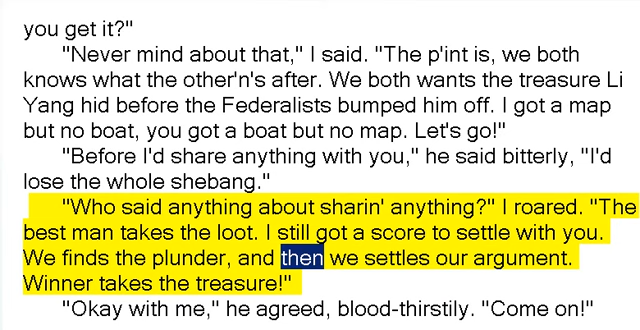 you get it?"
"Never mind about that," I said. "The p'int is, we both
knows what the other'n's after. We both wants the treasure Li
Yang hid before the Federalists bumped him off. I got a map
but no boat, you got a boat but no map. Let's go!"
"Before I'd share anything with you," he said bitterly, "I'd
lose the whole shebang."
"Who said anything about sharin' anything?" I roared. "The
best man takes the loot. I still got a score to settle with you.
We finds the plunder, and then we settles our argument.
Winner takes the treasure!"
"Okay with me," he agreed, blood-thirstily. "Come on!"